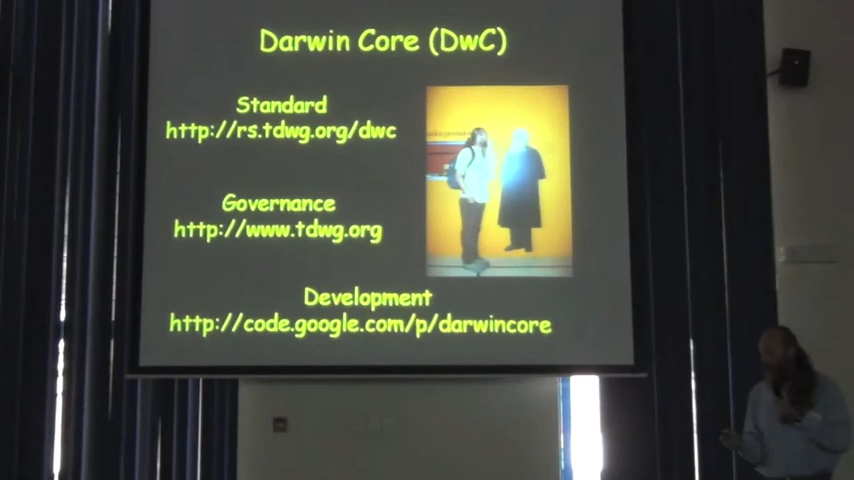 Darwin Core (DwC)
Standard
http://rs.tdwg.org/dwc
Governance
http://www.tdwg.org
Development
http://code.google.com/p/darwincore